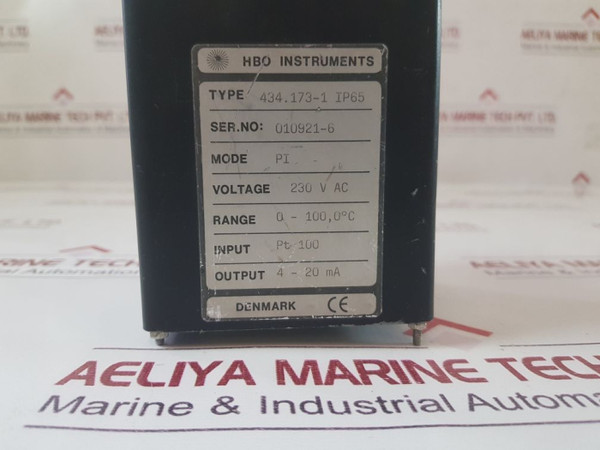 HBO INSTRUMENTS
TYPE 434.173-1 IP65
SER.NO: 010921-6
MODE PI
VOLTAGE 230 V AC
RANGE 0 - 100,0°C
INPUT Pt 100
OUTPUT 4 - 20 mA
DENMARK CE
AELIYA MARINE TECH
Marine & Industrial Automa